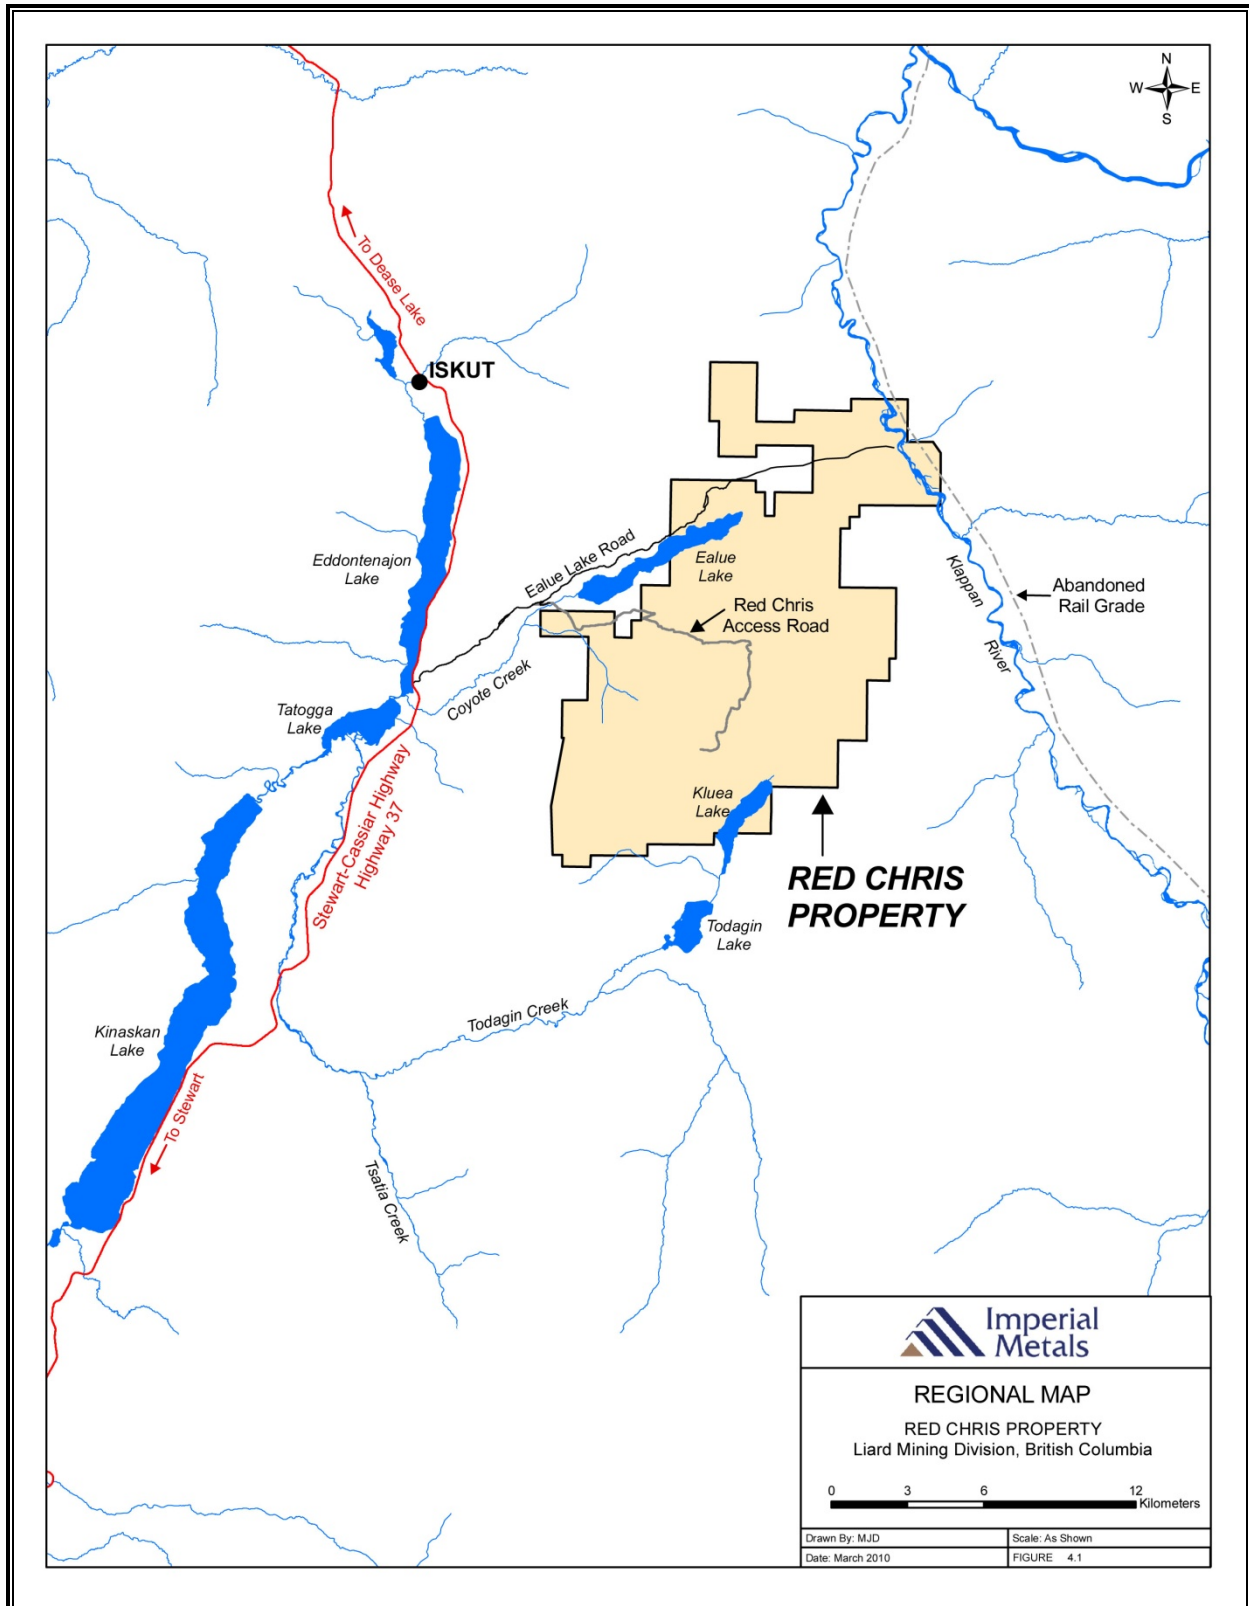 N
W E
S
To Dease Lake
ISKUT
Eddontenajon
Lake
Ealue Lake Road
Ealue
Lake
Red Chris
Access Road
Klappan
River
Abandoned
Rail Grade
Coyote Creek
Tatogga
Lake
Stewart-Cassiar Highway
Highway 37
Kluea
Lake
RED CHRIS
PROPERTY
Todagin
Lake
Todagin Creek
Kinaskan
Lake
To Stewart
Tsatia Creek
Imperial
Metals
REGIONAL MAP
RED CHRIS PROPERTY
Liard Mining Division, British Columbia
0 3 6 12
Kilometers
Drawn By: MJD
Scale: As Shown
Date: March 2010
FIGURE 4.1